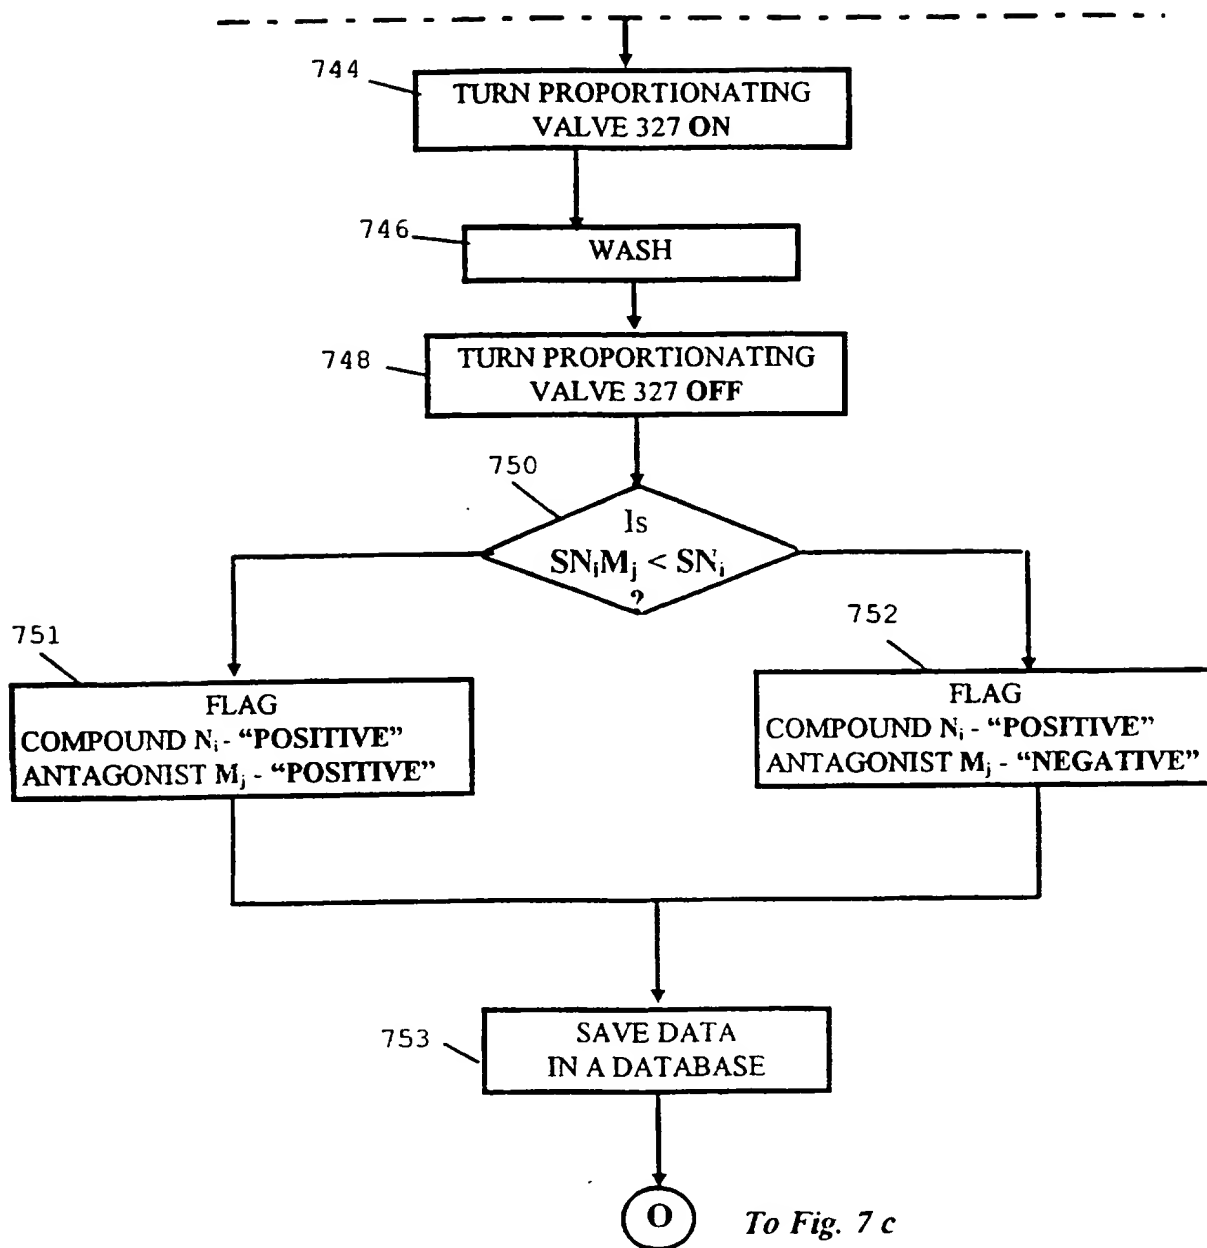 744
TURN PROPORTIONATING
VALVE 327 ON
746
WASH
748
TURN PROPORTIONATING
VALVE 327 OFF
750
Is
SNᵢMⱼ < SNᵢ
?
751
FLAG
COMPOUND Nᵢ - “POSITIVE”
ANTAGONIST Mⱼ - “POSITIVE”
752
FLAG
COMPOUND Nᵢ - “POSITIVE”
ANTAGONIST Mⱼ - “NEGATIVE”
753
SAVE DATA
IN A DATABASE
O
To Fig. 7 c